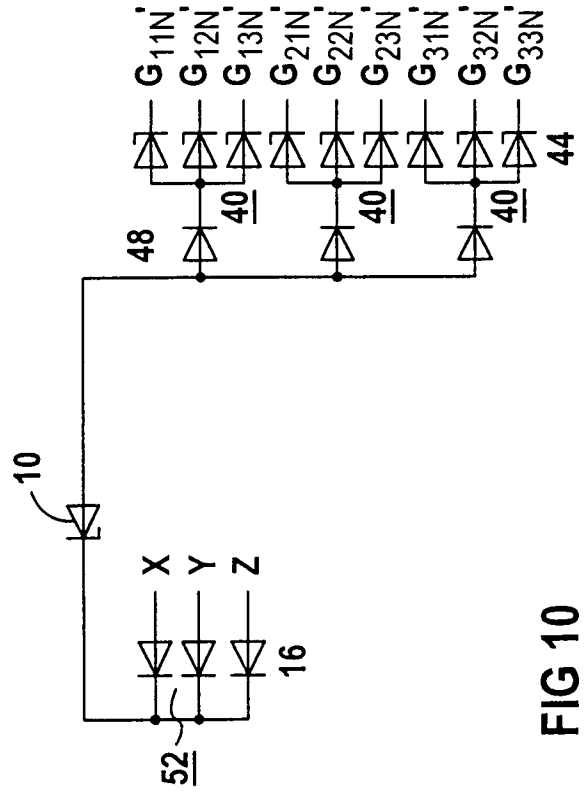 10
X
Y
Z
16
52
48
40
40
40
44
G11N'
G12N'
G13N'
G21N'
G22N'
G23N'
G31N'
G32N'
G33N'
FIG 10